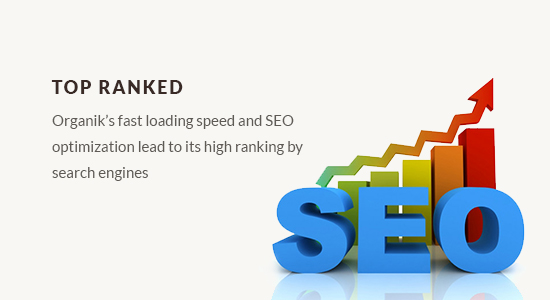 TOP RANKED
Organik's fast loading speed and SEO
optimization lead to its high ranking by
search engines
SEO